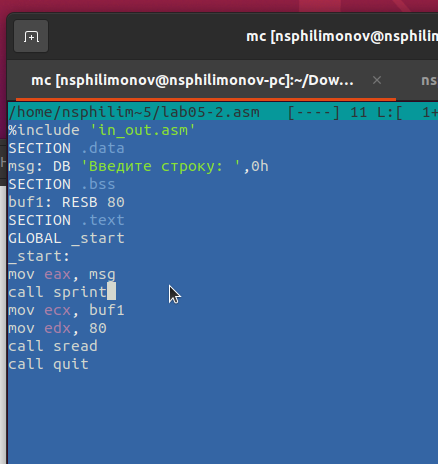 mc [nsphilimonov@nsphilim
mc [nsphilimonov@nsphilimonov-pc]:~/Dow… × ns
/home/nsphilim~5/lab05-2.asm [----] 11 L:[ 1+
%include 'in_out.asm'
SECTION .data
msg: DB 'Введите строку: ',0h
SECTION .bss
buf1: RESB 80
SECTION .text
GLOBAL _start
_start:
mov eax, msg
call sprint
mov ecx, buf1
mov edx, 80
call sread
call quit